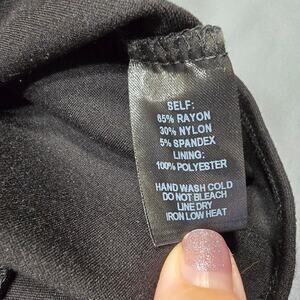 SELF:
65% RAYON
30% NYLON
5% SPANDEX
LINING:
100% POLYESTER
HAND WASH COLD
DO NOT BLEACH
LINE DRY
IRON LOW HEAT